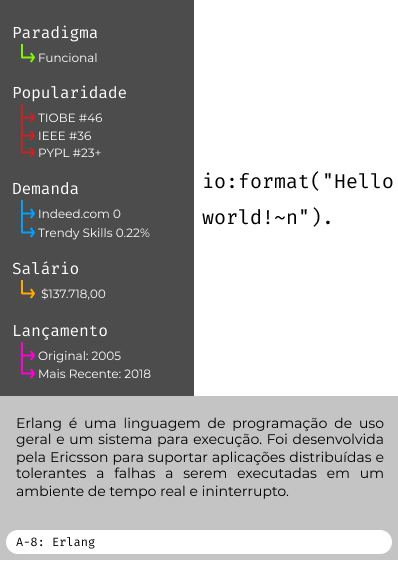 Paradigma
Funcional
Popularidade
TIOBE #46
IEEE #36
PYPL #23+
Demanda
Indeed.com 0
Trendy Skills 0.22%
Salário
$137.718,00
Lançamento
Original: 2005
Mais Recente: 2018
io:format("Hello
world!~n").
Erlang é uma linguagem de programação de uso
geral e um sistema para execução. Foi desenvolvida
pela Ericsson para suportar aplicações distribuídas e
tolerantes a falhas a serem executadas em um
ambiente de tempo real e ininterrupto.
A-8: Erlang